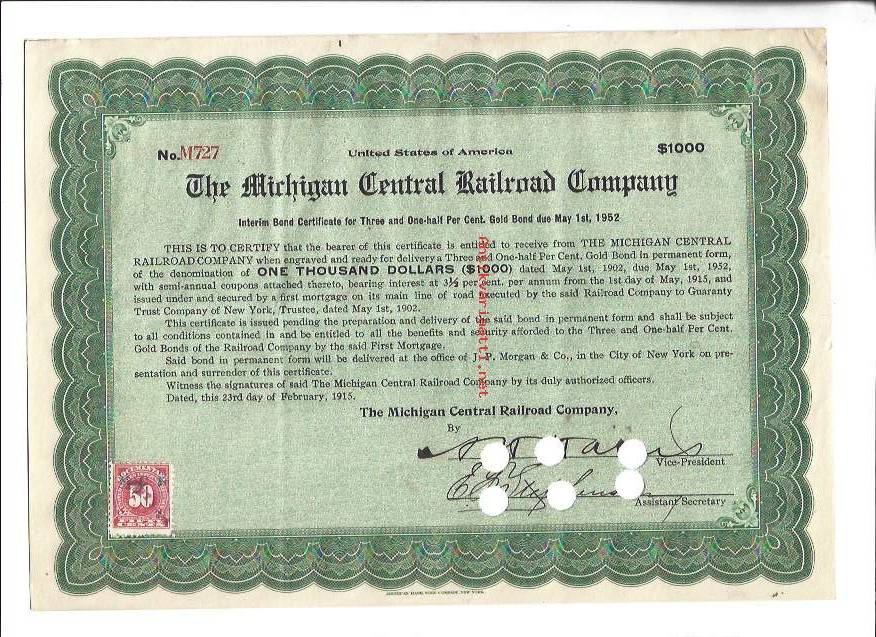 No. M727
United States of America
$1000
The Michigan Central Railroad Company
Interim Bond Certificate for Three and One-half Per Cent. Gold Bond due May 1st, 1952
THIS IS TO CERTIFY that the bearer of this certificate is entitled to receive from THE MICHIGAN CENTRAL
RAILROAD COMPANY when engraved and ready for delivery a Three and One-half Per Cent. Gold Bond in permanent form,
of the denomination of ONE THOUSAND DOLLARS ($1000) dated May 1st, 1902, due May 1st, 1952,
with semi-annual coupons attached thereto, bearing interest at 3½ per cent. per annum from the 1st day of May, 1915, and
issued under and secured by a first mortgage on its main line of road executed by the said Railroad Company to Guaranty
Trust Company of New York, Trustee, dated May 1st, 1902.
This certificate is issued pending the preparation and delivery of the said bond in permanent form and shall be subject
to all conditions contained in and be entitled to all the benefits and security afforded to the Three and One-half Per Cent.
Gold Bonds of the Railroad Company by the said First Mortgage.
Said bond in permanent form will be delivered at the office of J. P. Morgan & Co., in the City of New York on pre-
sentation and surrender of this certificate.
Witness the signatures of said The Michigan Central Railroad Company by its duly authorized officers.
Dated, this 23rd day of February, 1915.
The Michigan Central Railroad Company,
By
Vice-President
Assistant Secretary
DOCUMENTARY
50
FIFTY
CENTS
AMERICAN BANK NOTE COMPANY, NEW YORK.
Antikvariaatti.net